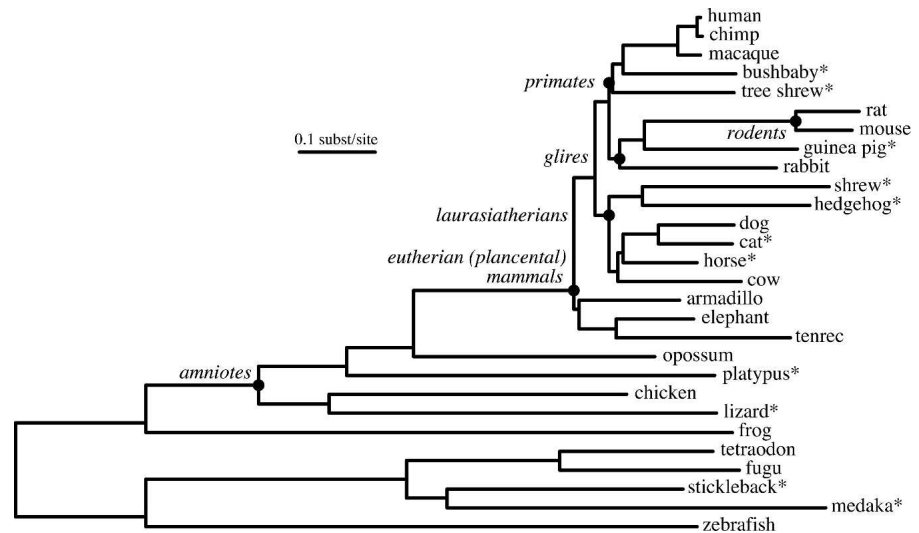 human
chimp
macaque
bushbaby*
primates
tree shrew*
rat
0.1 subst/site
rodents
mouse
guinea pig*
glires
rabbit
shrew*
laurasiatherians
hedgehog*
dog
cat*
eutherian (plancental)
mammals
horse*
cow
armadillo
elephant
tenrec
opossum
amniotes
platypus*
chicken
lizard*
frog
tetraodon
fugu
stickleback*
medaka*
zebrafish